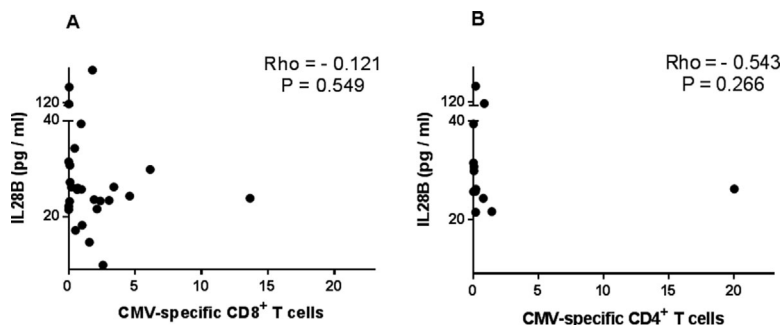 A
Rho = - 0.121
P = 0.549
IL28B (pg / ml)
120
40
20
0 5 10 15 20
CMV-specific CD8⁺ T cells
B
Rho = - 0.543
P = 0.266
IL28B (pg / ml)
120
40
20
0 5 10 15 20
CMV-specific CD4⁺ T cells